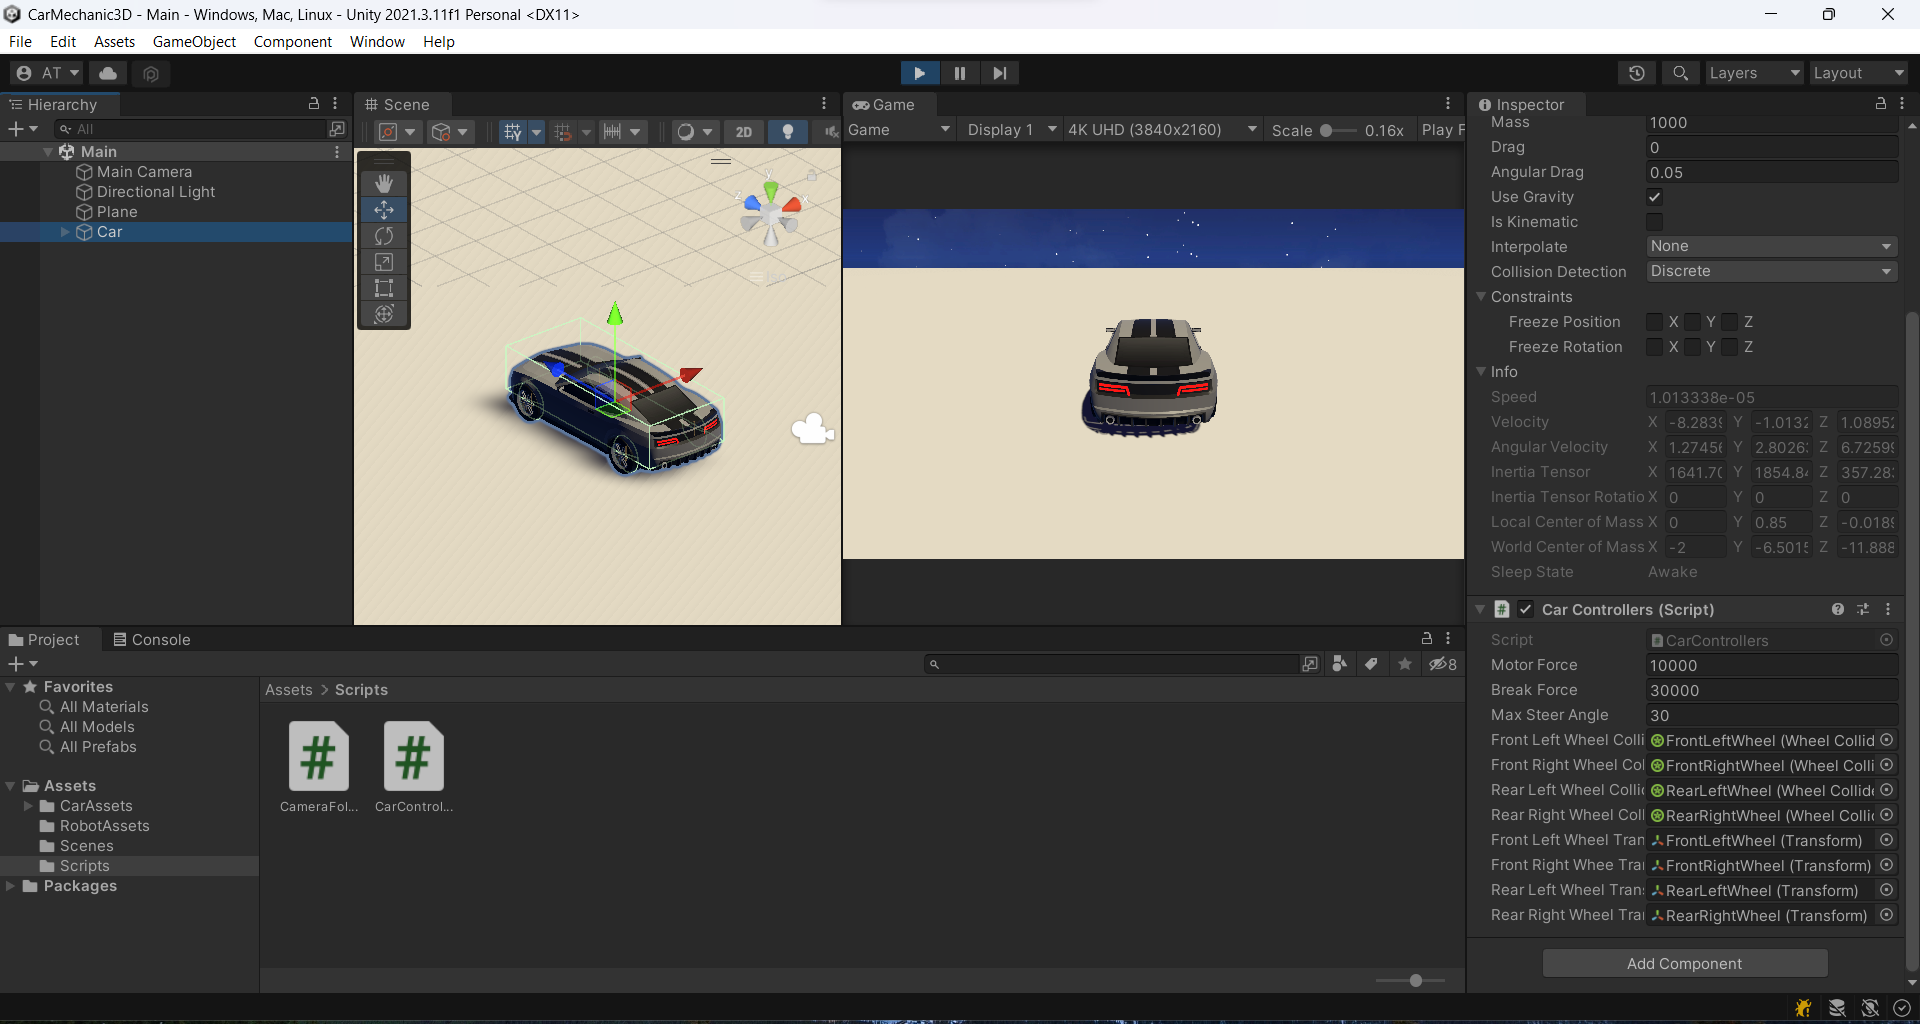 CarMechanic3D - Main - Windows, Mac, Linux - Unity 2021.3.11f1 Personal <DX11>
File Edit Assets GameObject Component Window Help
AT Layers Layout
Hierarchy
All
Main
Main Camera
Directional Light
Plane
Car
Scene
2D
y
z
x
Game
Game Display 1 4K UHD (3840x2160) Scale 0.16x Play F
Inspector
Mass 1000
Drag 0
Angular Drag 0.05
Use Gravity
Is Kinematic
Interpolate None
Collision Detection Discrete
Constraints
Freeze Position X Y Z
Freeze Rotation X Y Z
Info
Speed 1.013338e-05
Velocity X -8.2839 Y -1.0132 Z 1.0895
Angular Velocity X 1.2745 Y 2.8026 Z 6.7259
Inertia Tensor X 1641.70 Y 1854.84 Z 357.28
Inertia Tensor Rotatio X 0 Y 0 Z 0
Local Center of Mass X 0 Y 0.85 Z -0.018
World Center of Mass X -2 Y -6.501 Z -11.888
Sleep State Awake
Car Controllers (Script)
Script CarControllers
Motor Force 10000
Break Force 30000
Max Steer Angle 30
Front Left Wheel Colli FrontLeftWheel (Wheel Collid
Front Right Wheel Col FrontRightWheel (Wheel Colli
Rear Left Wheel Collic RearLeftWheel (Wheel Collide
Rear Right Wheel Coll RearRightWheel (Wheel Collic
Front Left Wheel Tran FrontLeftWheel (Transform)
Front Right Whee Tra FrontRightWheel (Transform)
Rear Left Wheel Tran RearLeftWheel (Transform)
Rear Right Wheel Tra RearRightWheel (Transform)
Add Component
Project Console
8
Favorites
All Materials
All Models
All Prefabs
Assets
CarAssets
RobotAssets
Scenes
Scripts
Packages
Assets > Scripts
CameraFol... CarControl...